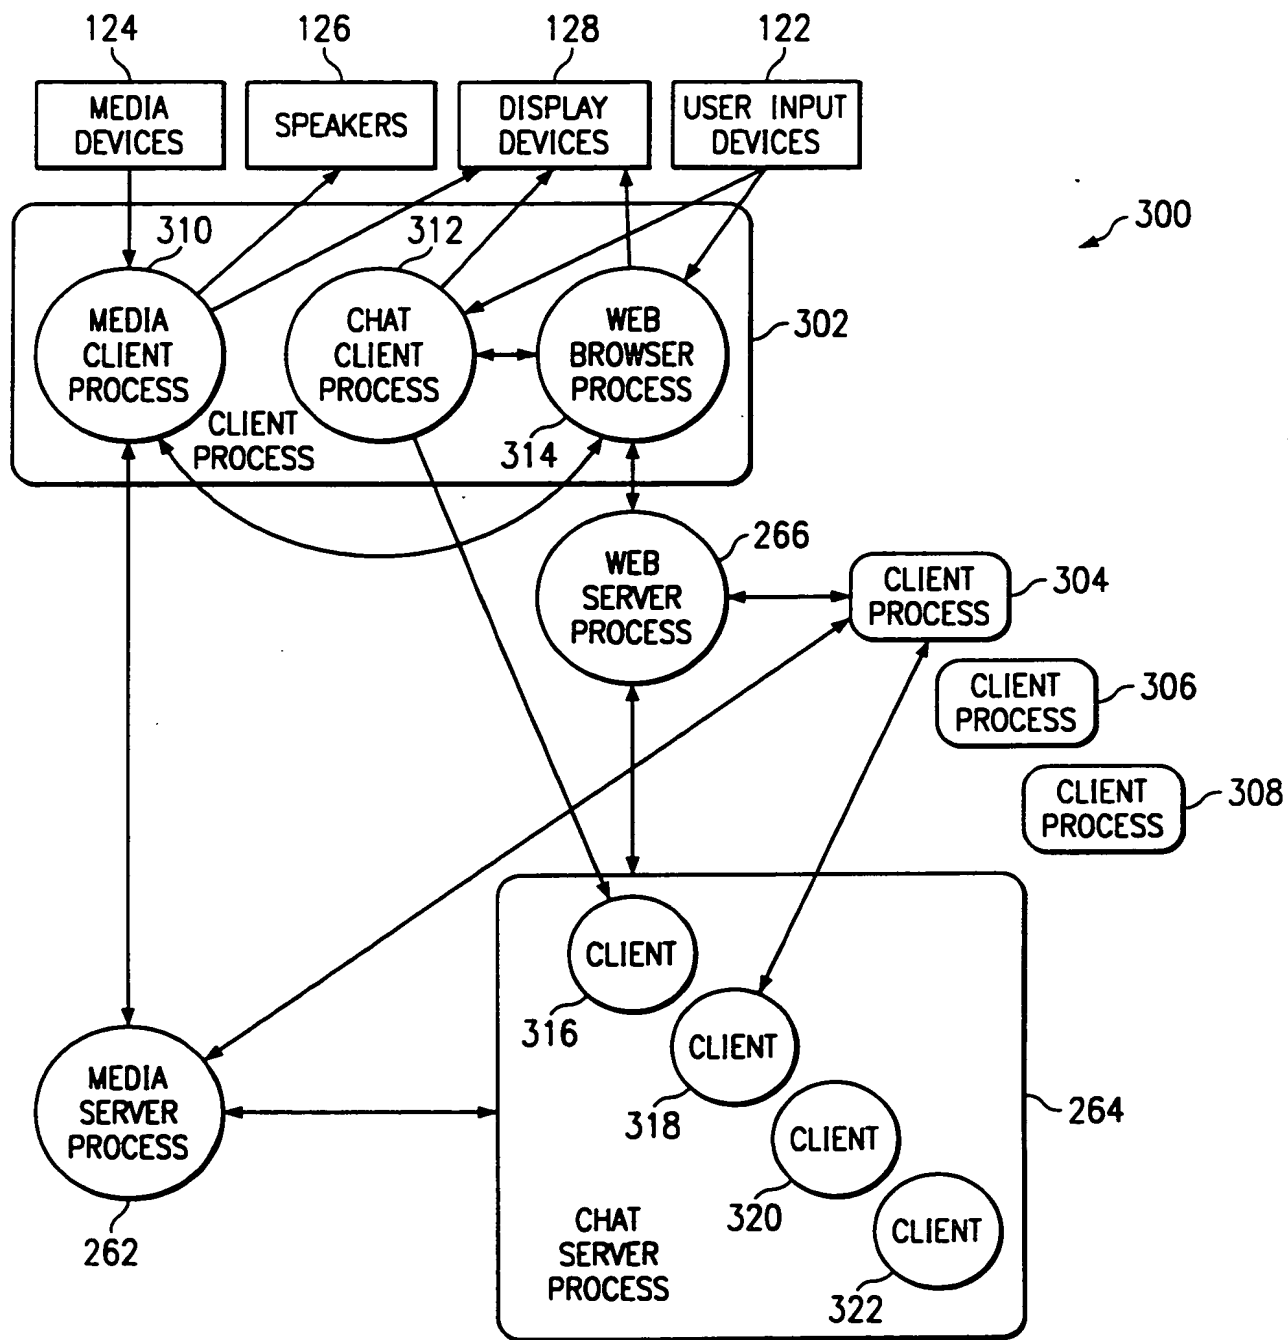 124
126
128
122
MEDIA
DEVICES
SPEAKERS
DISPLAY
DEVICES
USER INPUT
DEVICES
300
310
312
MEDIA
CLIENT
PROCESS
CHAT
CLIENT
PROCESS
WEB
BROWSER
PROCESS
302
CLIENT
PROCESS
314
266
WEB
SERVER
PROCESS
CLIENT
PROCESS
304
CLIENT
PROCESS
306
CLIENT
PROCESS
308
CLIENT
316
CLIENT
318
MEDIA
SERVER
PROCESS
262
264
CLIENT
320
CLIENT
322
CHAT
SERVER
PROCESS